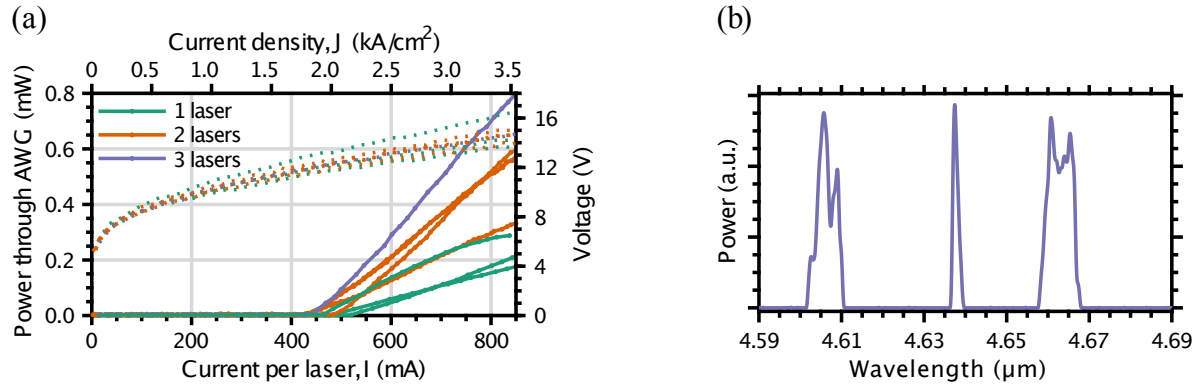 (a)
Current density, J (kA/cm²)
0 0.5 1.0 1.5 2.0 2.5 3.0 3.5
Power through AWG (mW)
0.8
0.6
0.4
0.2
0.0
1 laser
2 lasers
3 lasers
16
12
8
4
0
Voltage (V)
0 200 400 600 800
Current per laser, I (mA)
(b)
Power (a.u.)
4.59 4.61 4.63 4.65 4.67 4.69
Wavelength (μm)